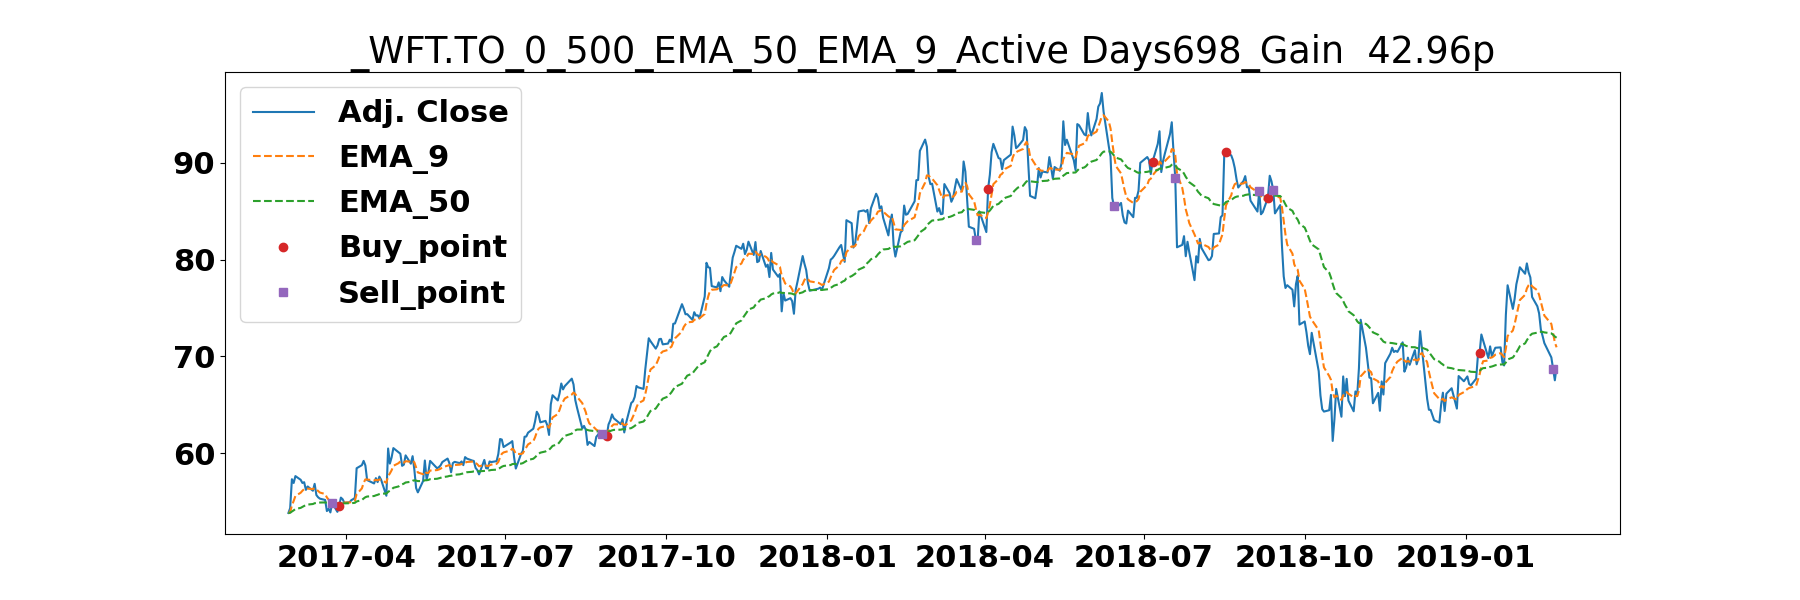 _WFT.TO_0_500_EMA_50_EMA_9_Active Days698_Gain  42.96p
Adj. Close
EMA_9
EMA_50
Buy_point
Sell_point
90
80
70
60
2017-04 2017-07 2017-10 2018-01 2018-04 2018-07 2018-10 2019-01